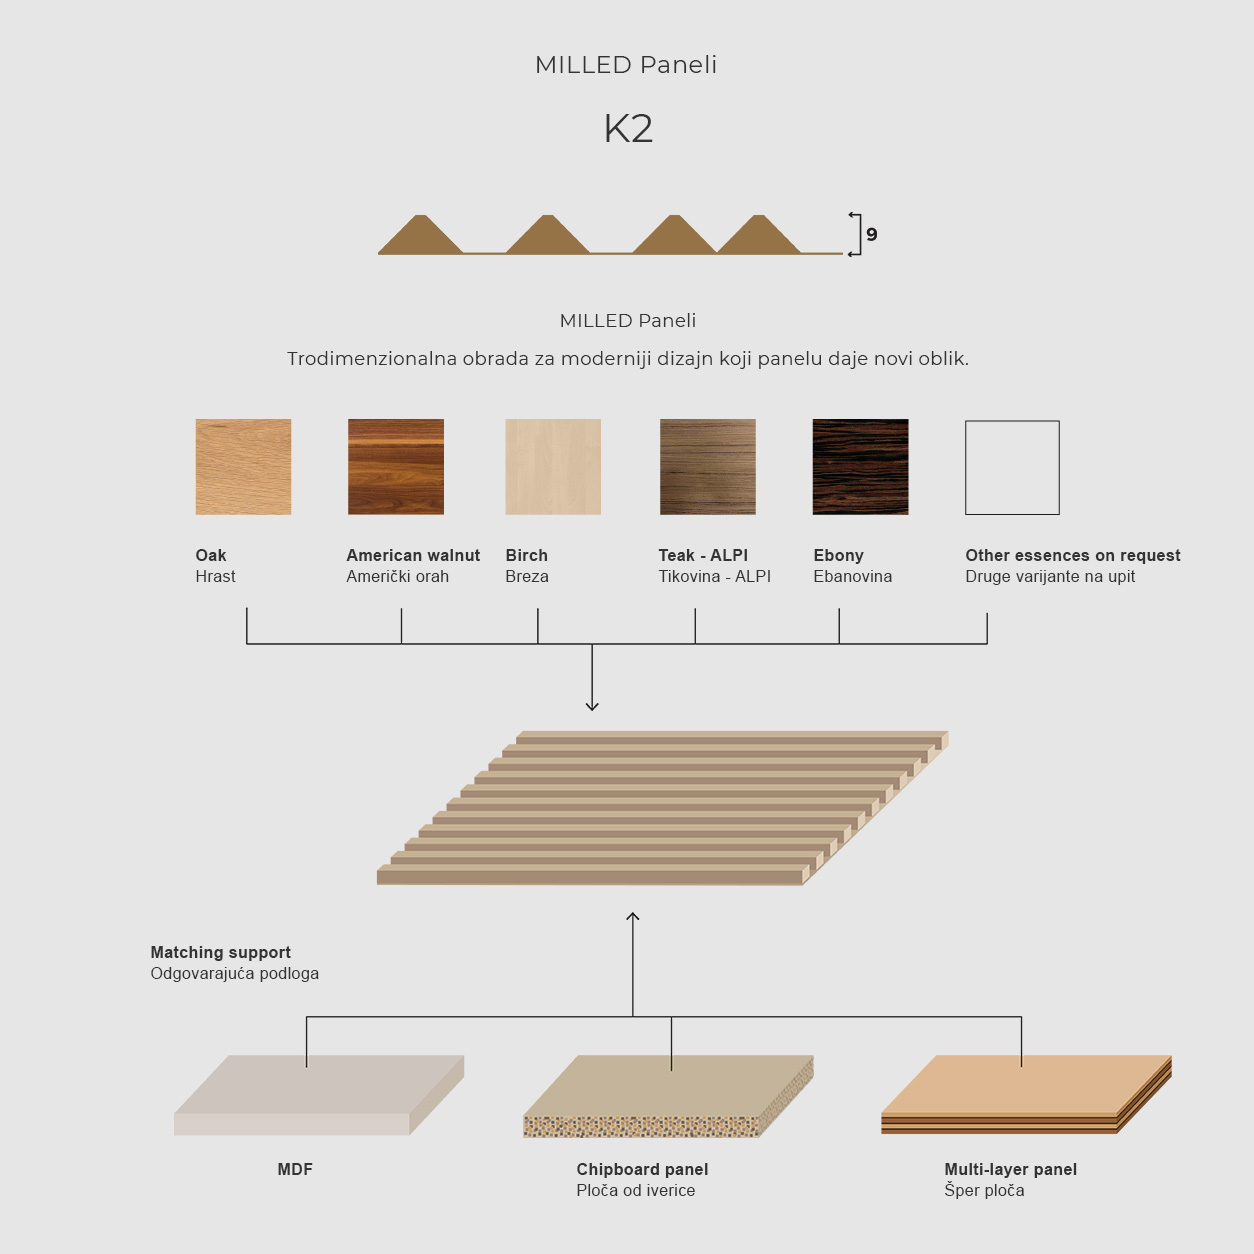 MILLED Paneli
K2
9
MILLED Paneli
Trodimenzionalna obrada za moderniji dizajn koji panelu daje novi oblik.
Oak
Hrast
American walnut
Američki orah
Birch
Breza
Teak - ALPI
Tikovina - ALPI
Ebony
Ebanovina
Other essences on request
Druge varijante na upit
Matching support
Odgovarajuća podloga
MDF
Chipboard panel
Ploča od iverice
Multi-layer panel
Šper ploča